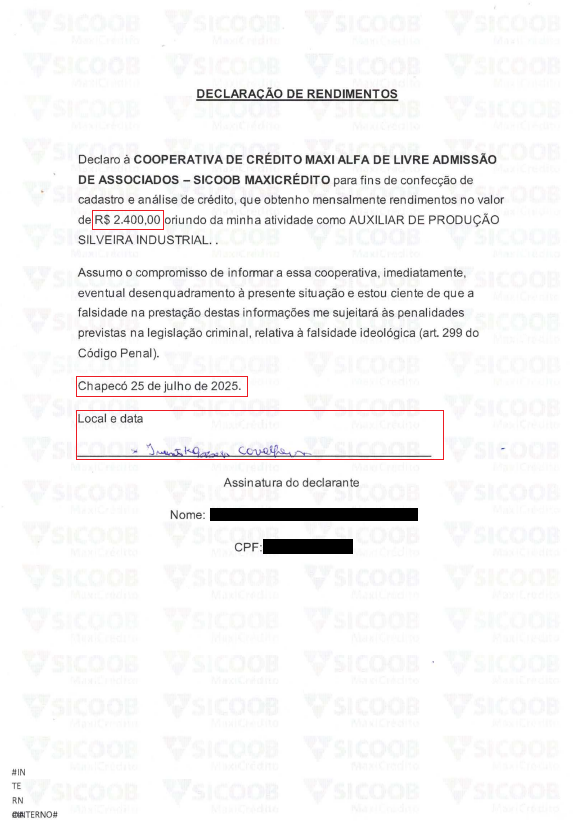 DECLARAÇÃO DE RENDIMENTOS
Declaro à COOPERATIVA DE CRÉDITO MAXI ALFA DE LIVRE ADMISSÃO
DE ASSOCIADOS – SICOOB MAXICRÉDITO para fins de confecção de
cadastro e análise de crédito, que obtenho mensalmente rendimentos no valor
de R$ 2.400,00 oriundo da minha atividade como AUXILIAR DE PRODUÇÃO
SILVEIRA INDUSTRIAL. .
Assumo o compromisso de informar a essa cooperativa, imediatamente,
eventual desenquadramento à presente situação e estou ciente de que a
falsidade na prestação destas informações me sujeitará às penalidades
previstas na legislação criminal, relativa à falsidade ideológica (art. 299 do
Código Penal).
Chapecó 25 de julho de 2025.
Local e data
Assinatura do declarante
Nome:
CPF:
#IN
TE
RN